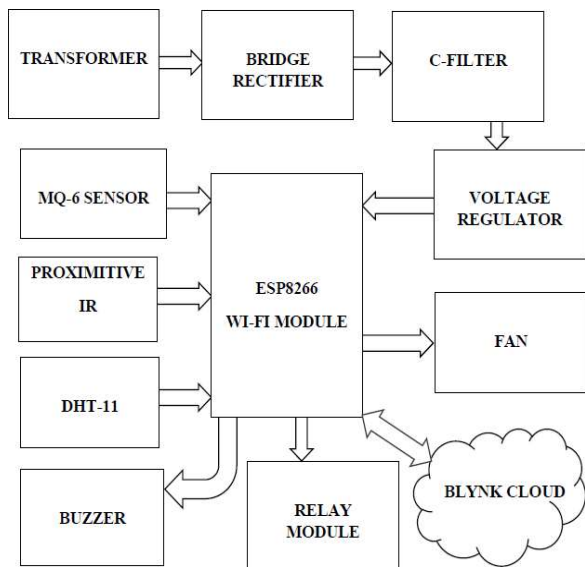 TRANSFORMER
BRIDGE
RECTIFIER
C-FILTER
MQ-6 SENSOR
VOLTAGE
REGULATOR
PROXIMITIVE
IR
ESP8266
WI-FI MODULE
FAN
DHT-11
BUZZER
RELAY
MODULE
BLYNK CLOUD